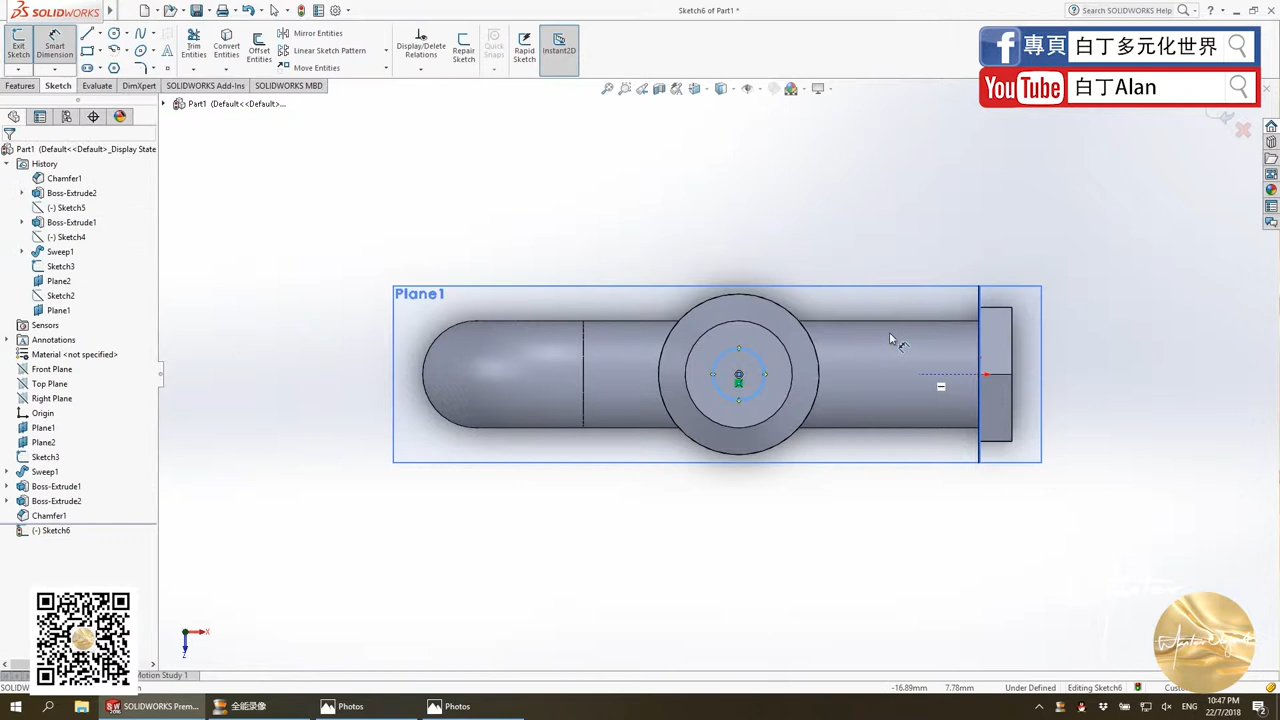 SOLIDWORKS
Sketch6 of Part1 *
Search SOLIDWORKS Help
Exit Sketch
Smart Dimension
Trim Entities
Convert Entities
Offset Entities
Mirror Entities
Linear Sketch Pattern
Move Entities
Display/Delete Relations
Repair Sketch
Quick Snaps
Rapid Sketch
Instant2D
f 專頁 白丁多元化世界
YouTube 白丁Alan
Features Sketch Evaluate DimXpert SOLIDWORKS Add-Ins SOLIDWORKS MBD
Part1 (Default<<Default>...
Part1 (Default<<Default>_Display State
History
Chamfer1
Boss-Extrude2
(-) Sketch5
Boss-Extrude1
(-) Sketch4
Sweep1
Sketch3
Plane2
Sketch2
Plane1
Sensors
Annotations
Material <not specified>
Front Plane
Top Plane
Right Plane
Origin
Plane1
Plane2
Sketch3
Sweep1
Boss-Extrude1
Boss-Extrude2
Chamfer1
(-) Sketch6
Plane1
X
Z
Motion Study 1
SOLIDW
-16.89mm 7.78mm Under Defined Editing Sketch6
SOLIDWORKS Prem...
全能录像
Photos
Photos
ENG
10:47 PM
22/7/2018